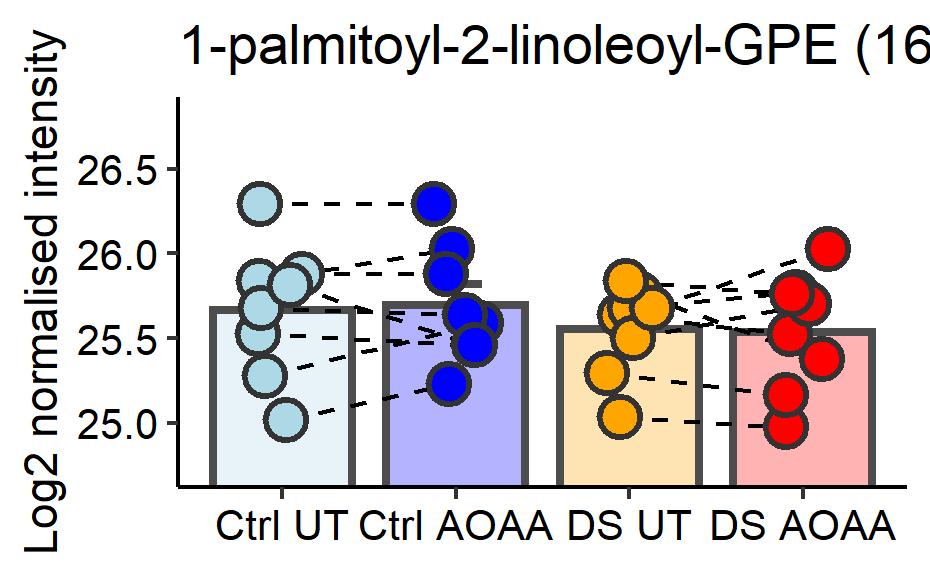 1-palmitoyl-2-linoleoyl-GPE (16
Log2 normalised intensity
26.5
26.0
25.5
25.0
Ctrl UT
Ctrl AOAA
DS UT
DS AOAA